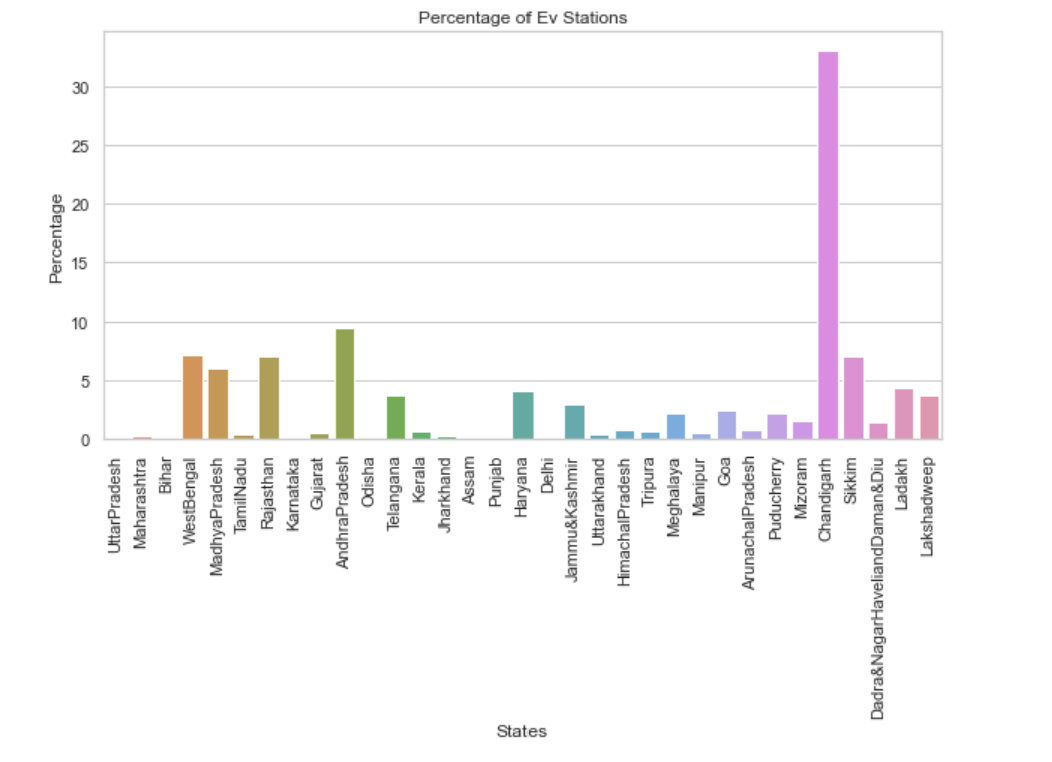 Percentage of Ev Stations
Percentage
30
25
20
15
10
5
0
UttarPradesh
Maharashtra
Bihar
WestBengal
MadhyaPradesh
TamilNadu
Rajasthan
Karnataka
Gujarat
AndhraPradesh
Odisha
Telangana
Kerala
Jharkhand
Assam
Punjab
Haryana
Delhi
Jammu&Kashmir
Uttarakhand
HimachalPradesh
Tripura
Meghalaya
Manipur
Goa
ArunachalPradesh
Puducherry
Mizoram
Chandigarh
Sikkim
Dadra&NagarHaveliandDaman&Diu
Ladakh
Lakshadweep
States